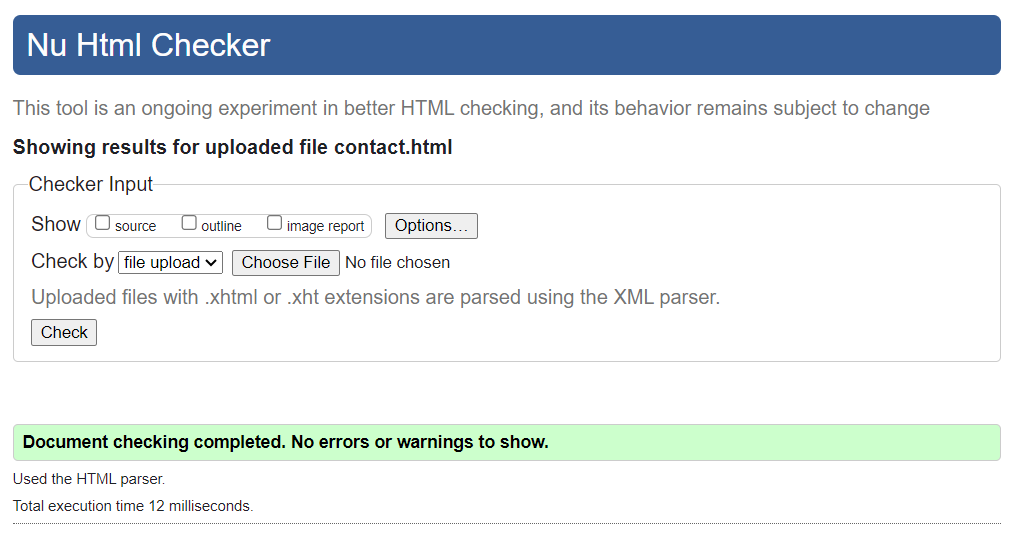 Nu Html Checker
This tool is an ongoing experiment in better HTML checking, and its behavior remains subject to change
Showing results for uploaded file contact.html
Checker Input
Show source outline image report Options...
Check by file upload Choose File No file chosen
Uploaded files with .xhtml or .xht extensions are parsed using the XML parser.
Check
Document checking completed. No errors or warnings to show.
Used the HTML parser.
Total execution time 12 milliseconds.